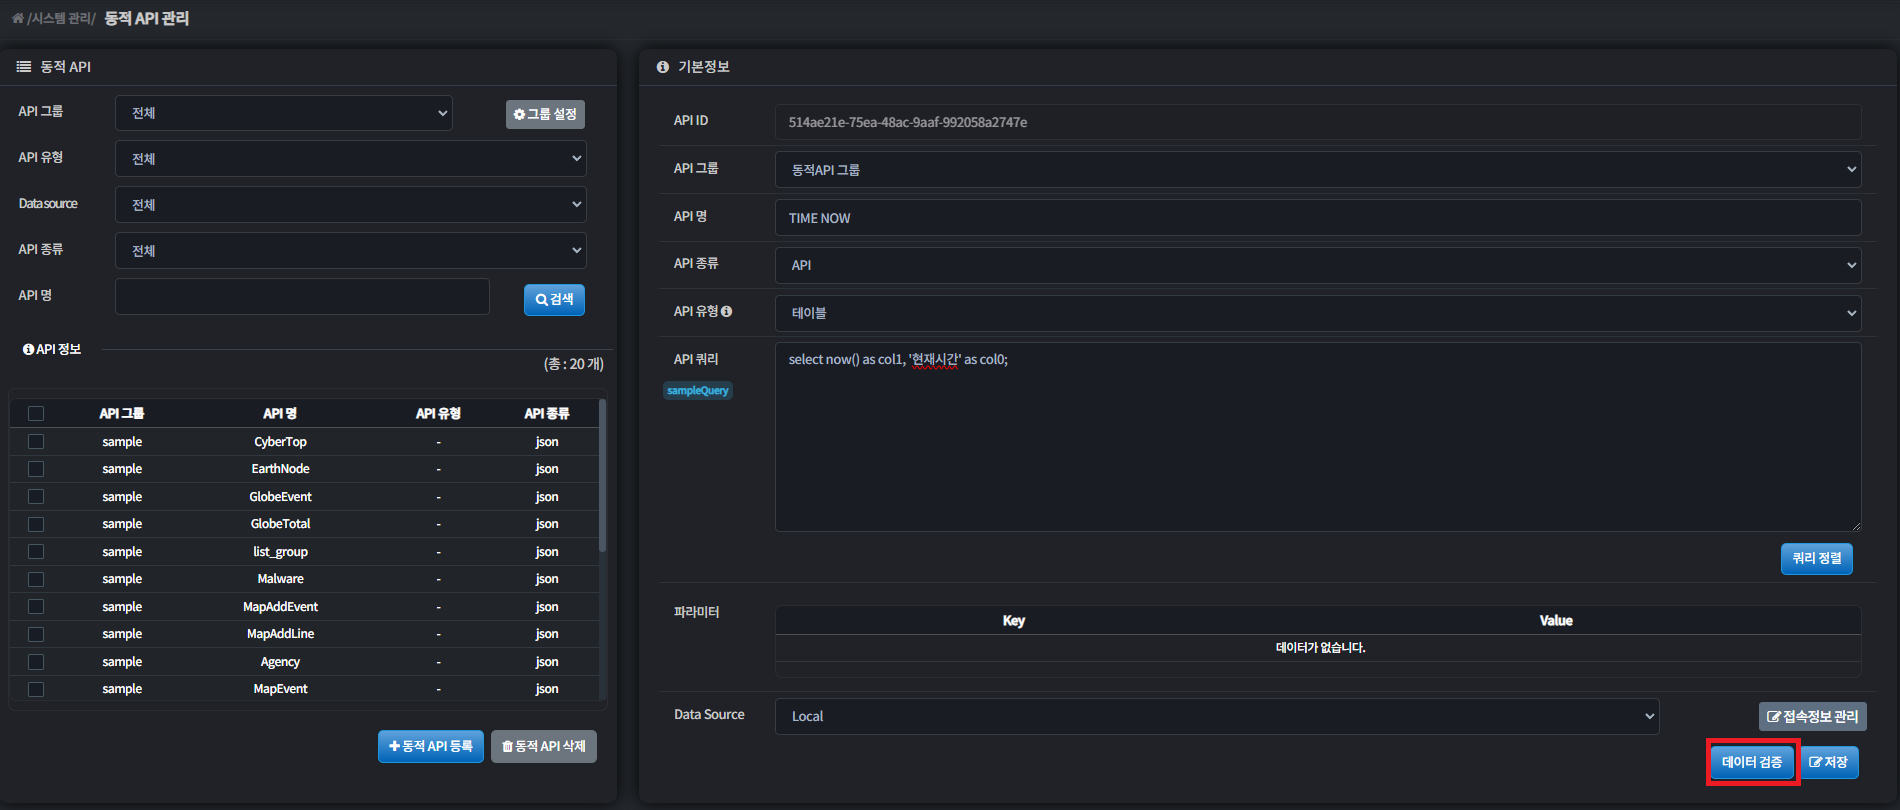 /시스템 관리/ 동적 API 관리
동적 API
API 그룹 전체 그룹 설정
API 유형 전체
Data source 전체
API 종류 전체
API 명 검색
API 정보
(총 : 20 개)
API 그룹 API 명 API 유형 API 종류
sample CyberTop - json
sample EarthNode - json
sample GlobeEvent - json
sample GlobeTotal - json
sample list_group - json
sample Malware - json
sample MapAddEvent - json
sample MapAddLine - json
sample Agency - json
sample MapEvent - json
동적 API 등록 동적 API 삭제
기본정보
API ID 514ae21e-75ea-48ac-9aaf-992058a2747e
API 그룹 동적API 그룹
API 명 TIME NOW
API 종류 API
API 유형 테이블
API 쿼리 select now() as col1, '현재시간' as col0;
sampleQuery
쿼리 정렬
파라미터 Key Value
데이터가 없습니다.
Data Source Local 접속정보 관리
데이터 검증 저장